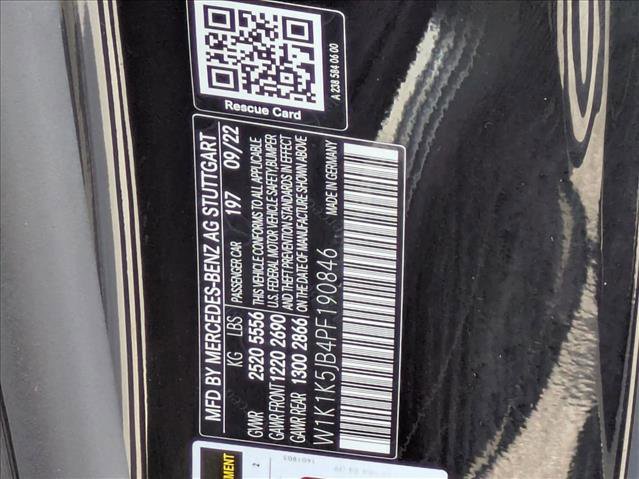 MFD BY MERCEDES-BENZ AG STUTTGART
KG LBS PASSENGER CAR 197 09/22
GVWR 2520 5556 THIS VEHICLE CONFORMS TO ALL APPLICABLE
GAWR FRONT 1220 2690 U.S. FEDERAL MOTOR VEHICLE SAFETY, BUMPER
AND THEFT PREVENTION STANDARDS IN EFFECT
GAWR REAR 1300 2866 ON THE DATE OF MANUFACTURE SHOWN ABOVE
W1K1K5JB4PF190846 MADE IN GERMANY
Rescue Card
A 238 584 06 00
2